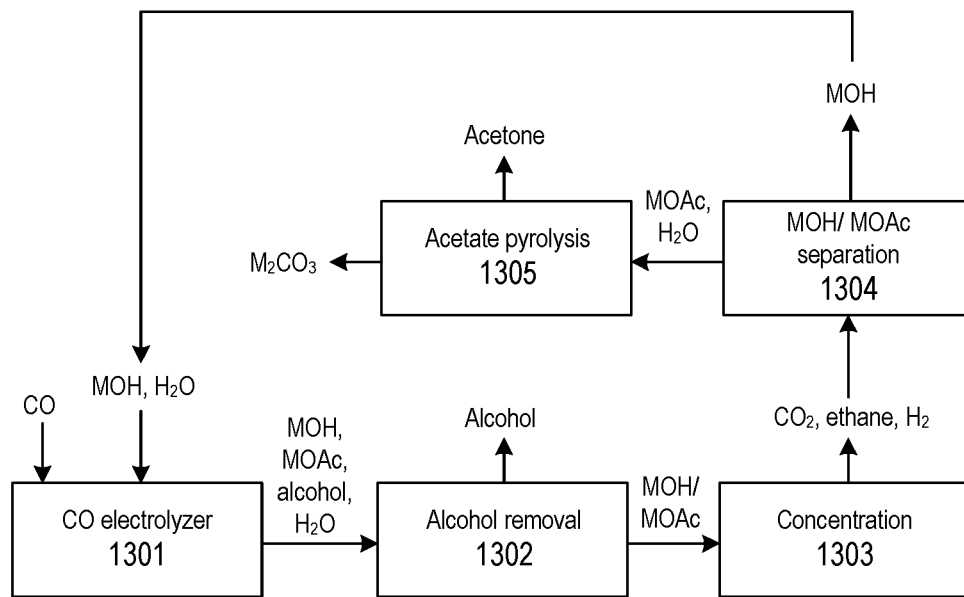 MOH
Acetone
MOAc,
H₂O
Acetate pyrolysis
1305
MOH/ MOAc
separation
1304
M₂CO₃
MOH, H₂O
CO
MOH,
MOAc,
alcohol,
H₂O
Alcohol
CO₂, ethane, H₂
MOH/
MOAc
CO electrolyzer
1301
Alcohol removal
1302
Concentration
1303